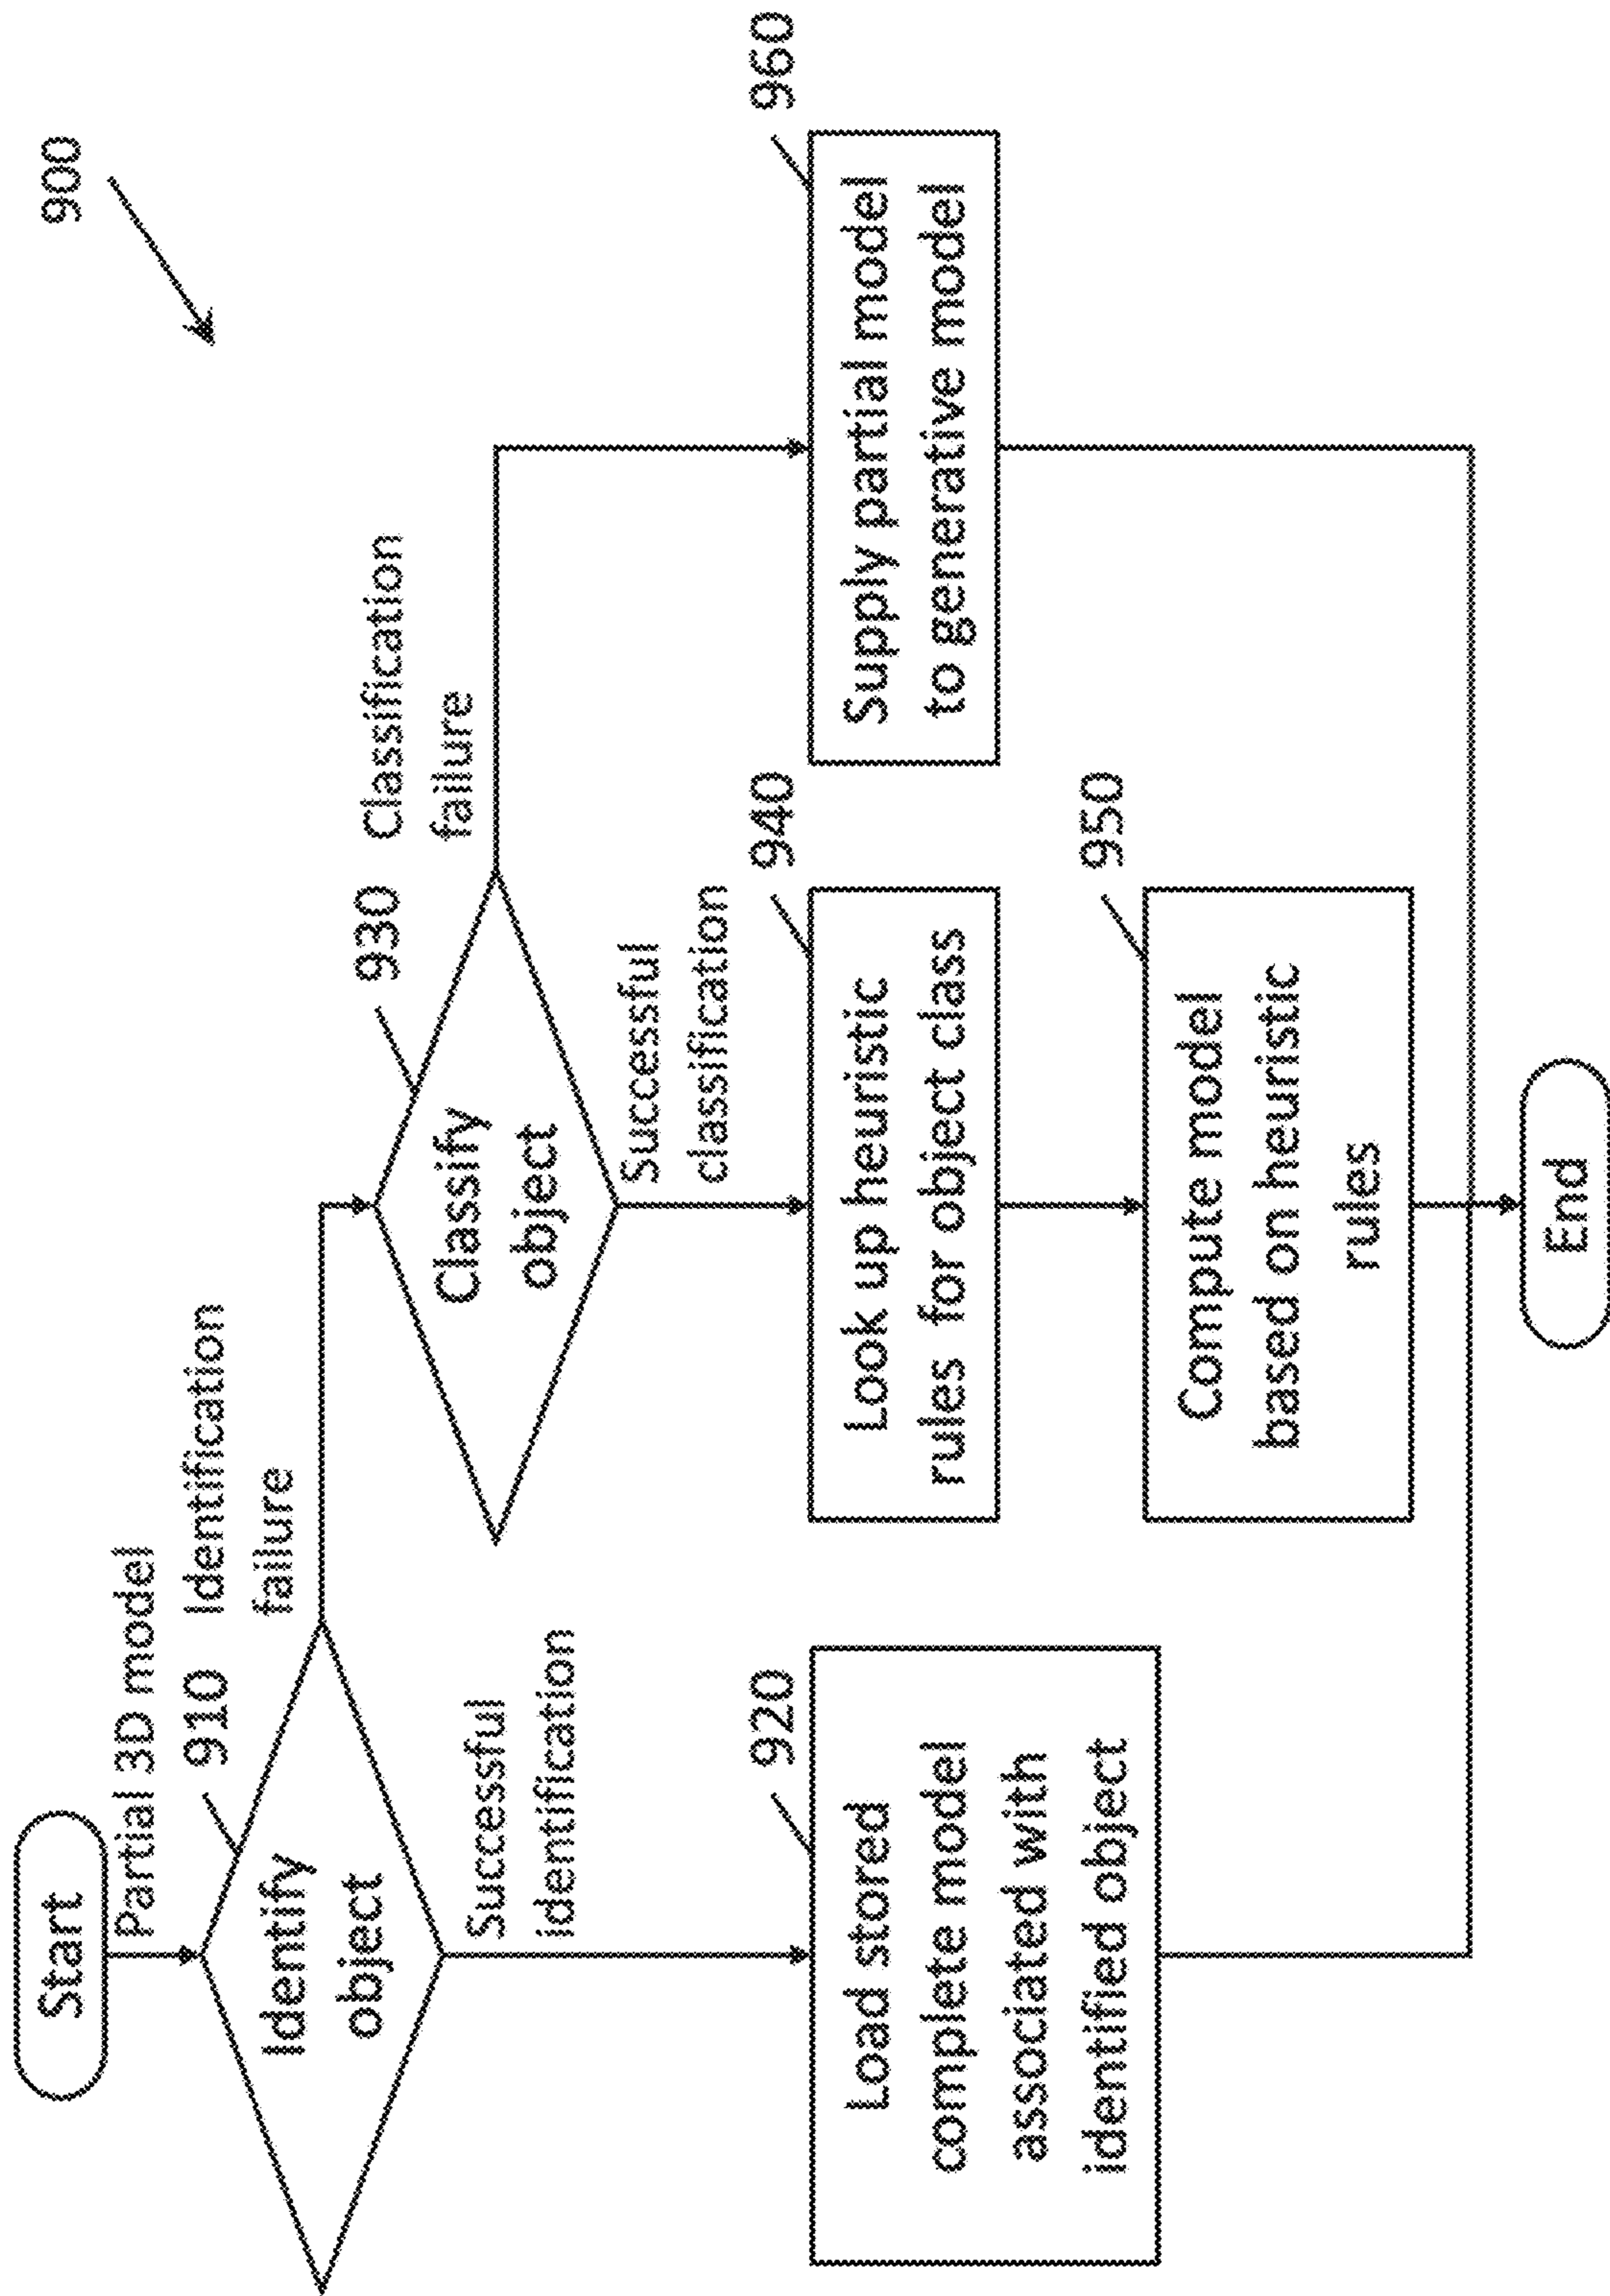 900
Start
Partial 3D model
910
Identification
failure
Identify
object
Successful
identification
930
Classification
failure
Classify
object
Successful
classification
920
Load stored
complete model
associated with
identified object
940
Look up heuristic
rules for object class
960
Supply partial model
to generative model
950
Compute model
based on heuristic
rules
End